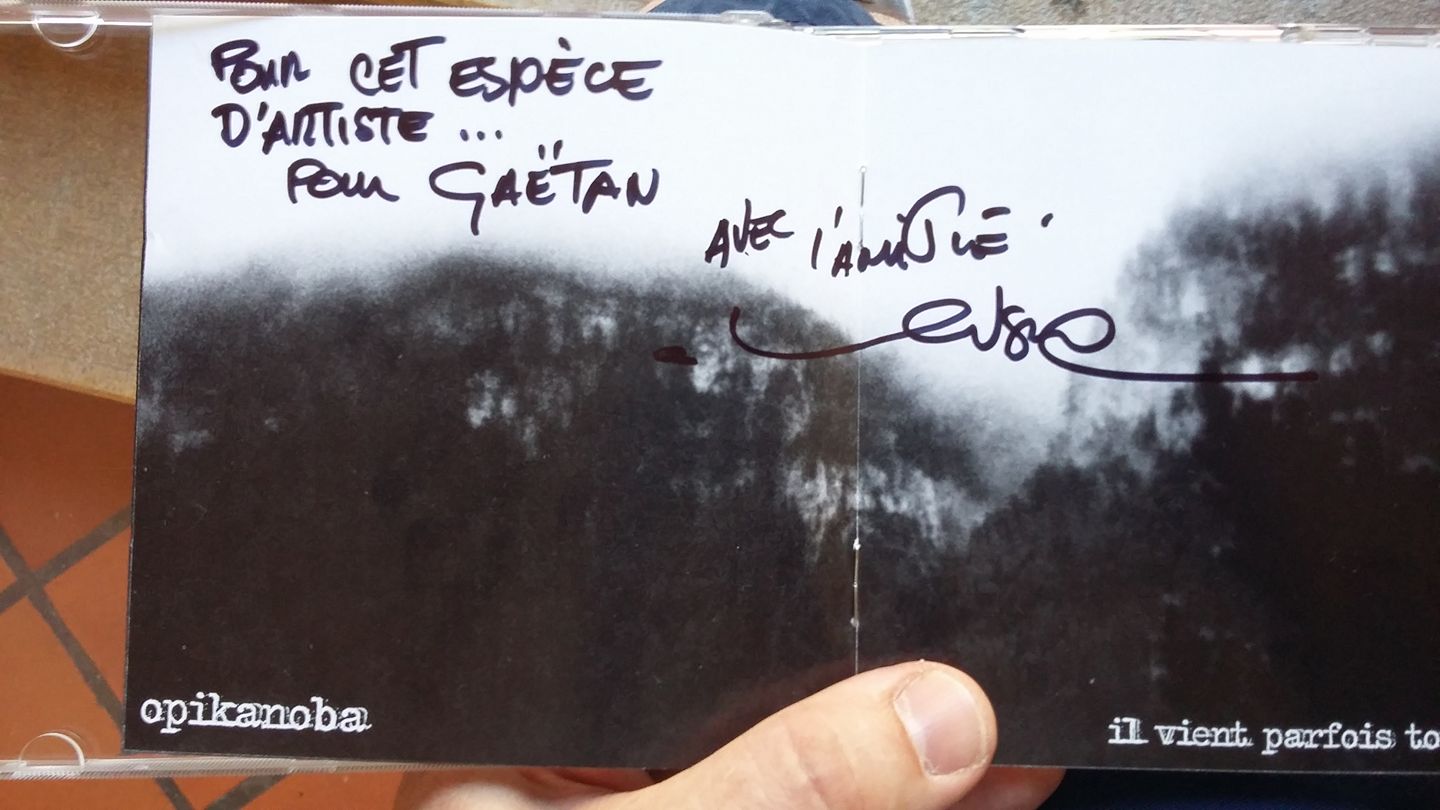 POUR CET ESPÈCE
D'ARTISTE ...
POUR GAËTAN
AVEC l'AMITIÉ
opikanoba
il vient parfois to